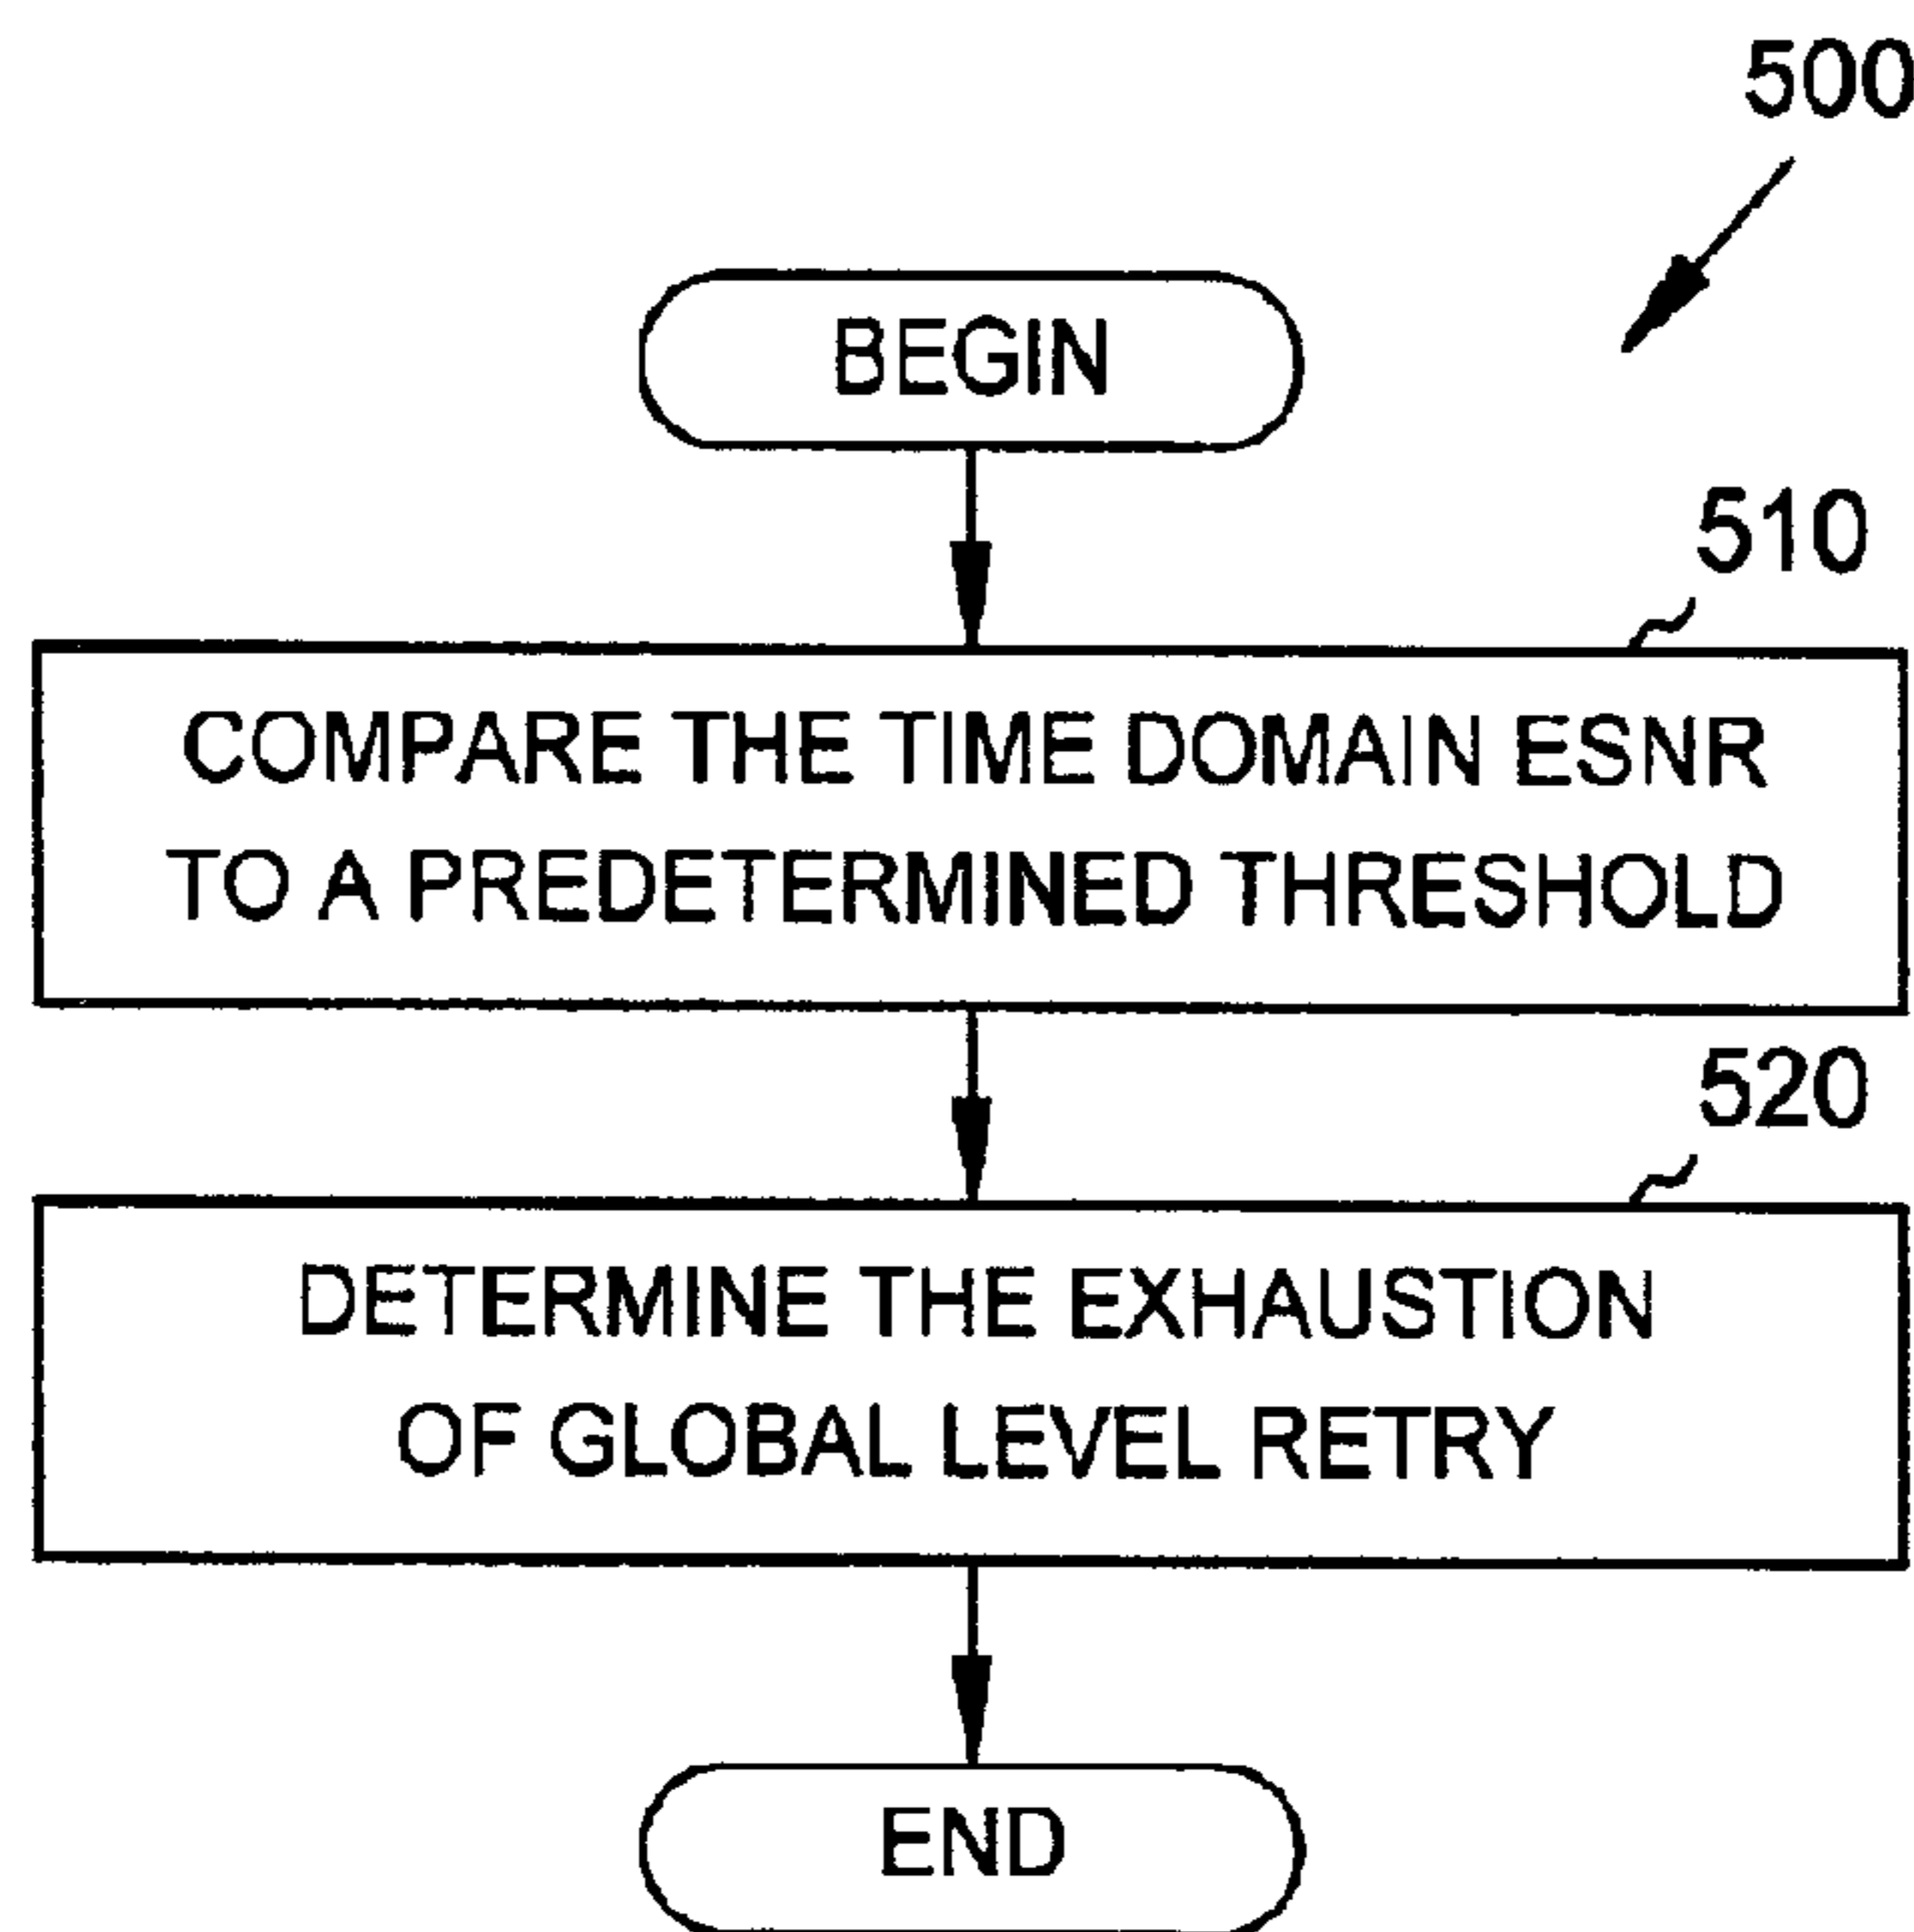 500
BEGIN
510
COMPARE THE TIME DOMAIN ESNR
TO A PREDETERMINED THRESHOLD
520
DETERMINE THE EXHAUSTION
OF GLOBAL LEVEL RETRY
END